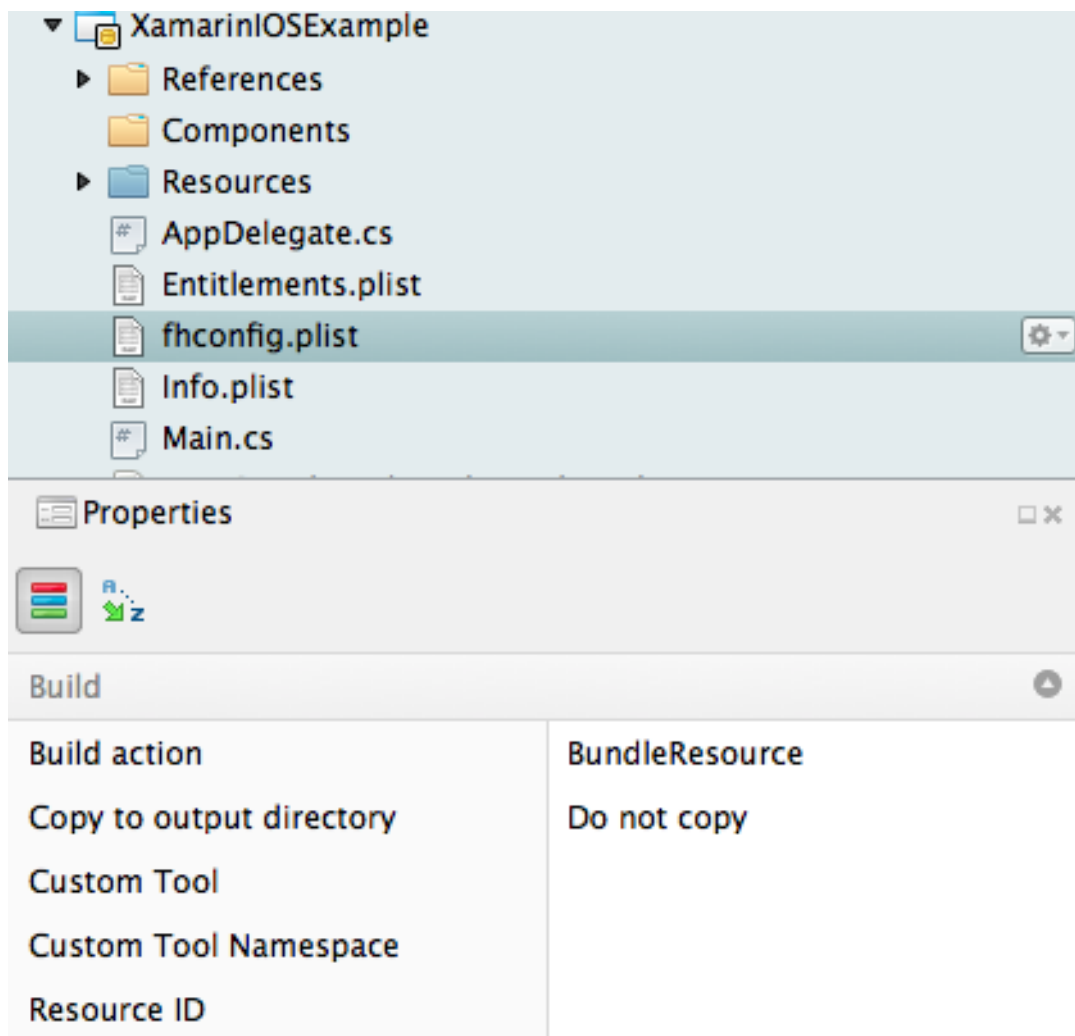 XamarinIOSExample
References
Components
Resources
AppDelegate.cs
Entitlements.plist
fhconfig.plist
Info.plist
Main.cs
Properties
Build
Build action BundleResource
Copy to output directory Do not copy
Custom Tool
Custom Tool Namespace
Resource ID